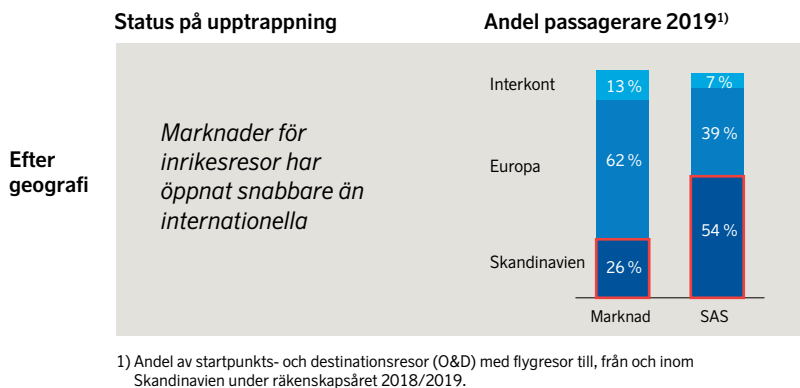 Status på upptrappning
Andel passagerare 2019¹⁾
Efter
geografi
Marknader för
inrikesresor har
öppnat snabbare än
internationella
Interkont
Europa
Skandinavien
13 %
62 %
26 %
7 %
39 %
54 %
Marknad
SAS
1) Andel av startpunkts- och destinationsresor (O&D) med flygresor till, från och inom
Skandinavien under räkenskapsåret 2018/2019.